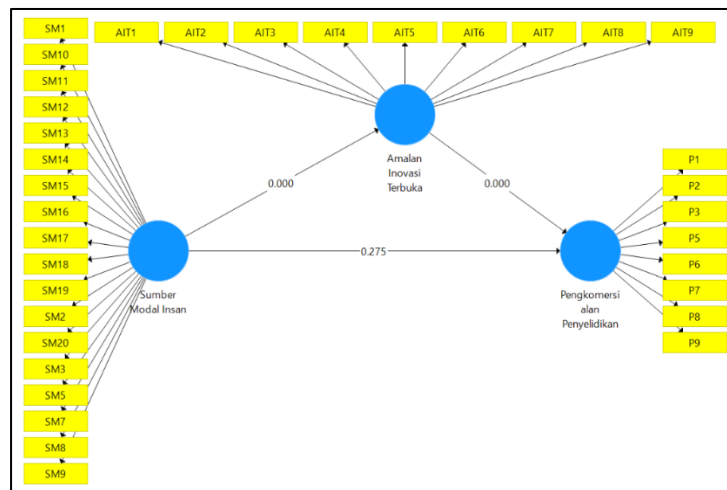 SM1
SM10
SM11
SM12
SM13
SM14
SM15
SM16
SM17
SM18
SM19
SM2
SM20
SM3
SM5
SM7
SM8
SM9
AIT1
AIT2
AIT3
AIT4
AIT5
AIT6
AIT7
AIT8
AIT9
Amalan
Inovasi
Terbuka
0.000
0.000
0.275
Sumber
Modal Insan
Pengkomersi
alan
Penyelidikan
P1
P2
P3
P5
P6
P7
P8
P9